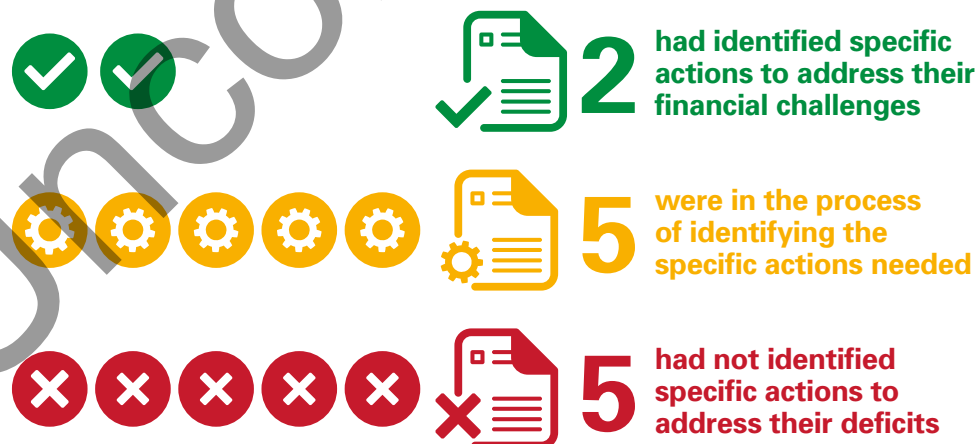 2
had identified specific
actions to address their
financial challenges
5
were in the process
of identifying the
specific actions needed
5
had not identified
specific actions to
address their deficits